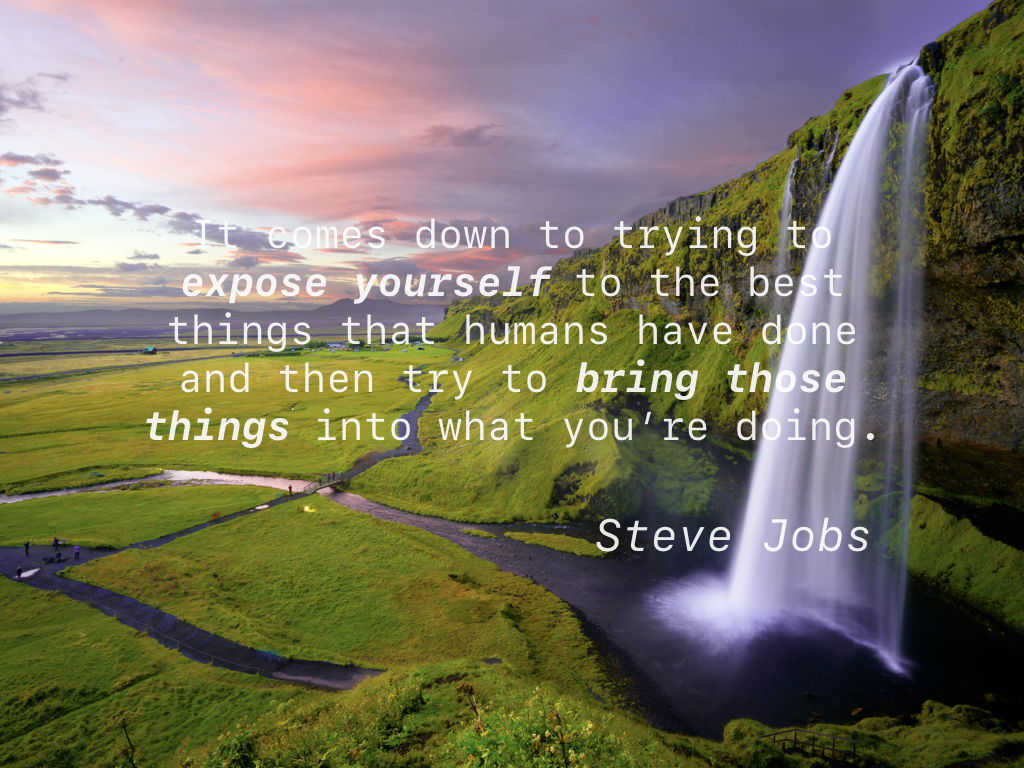 It comes down to trying to
expose yourself to the best
things that humans have done
and then try to bring those
things into what you’re doing.
Steve Jobs